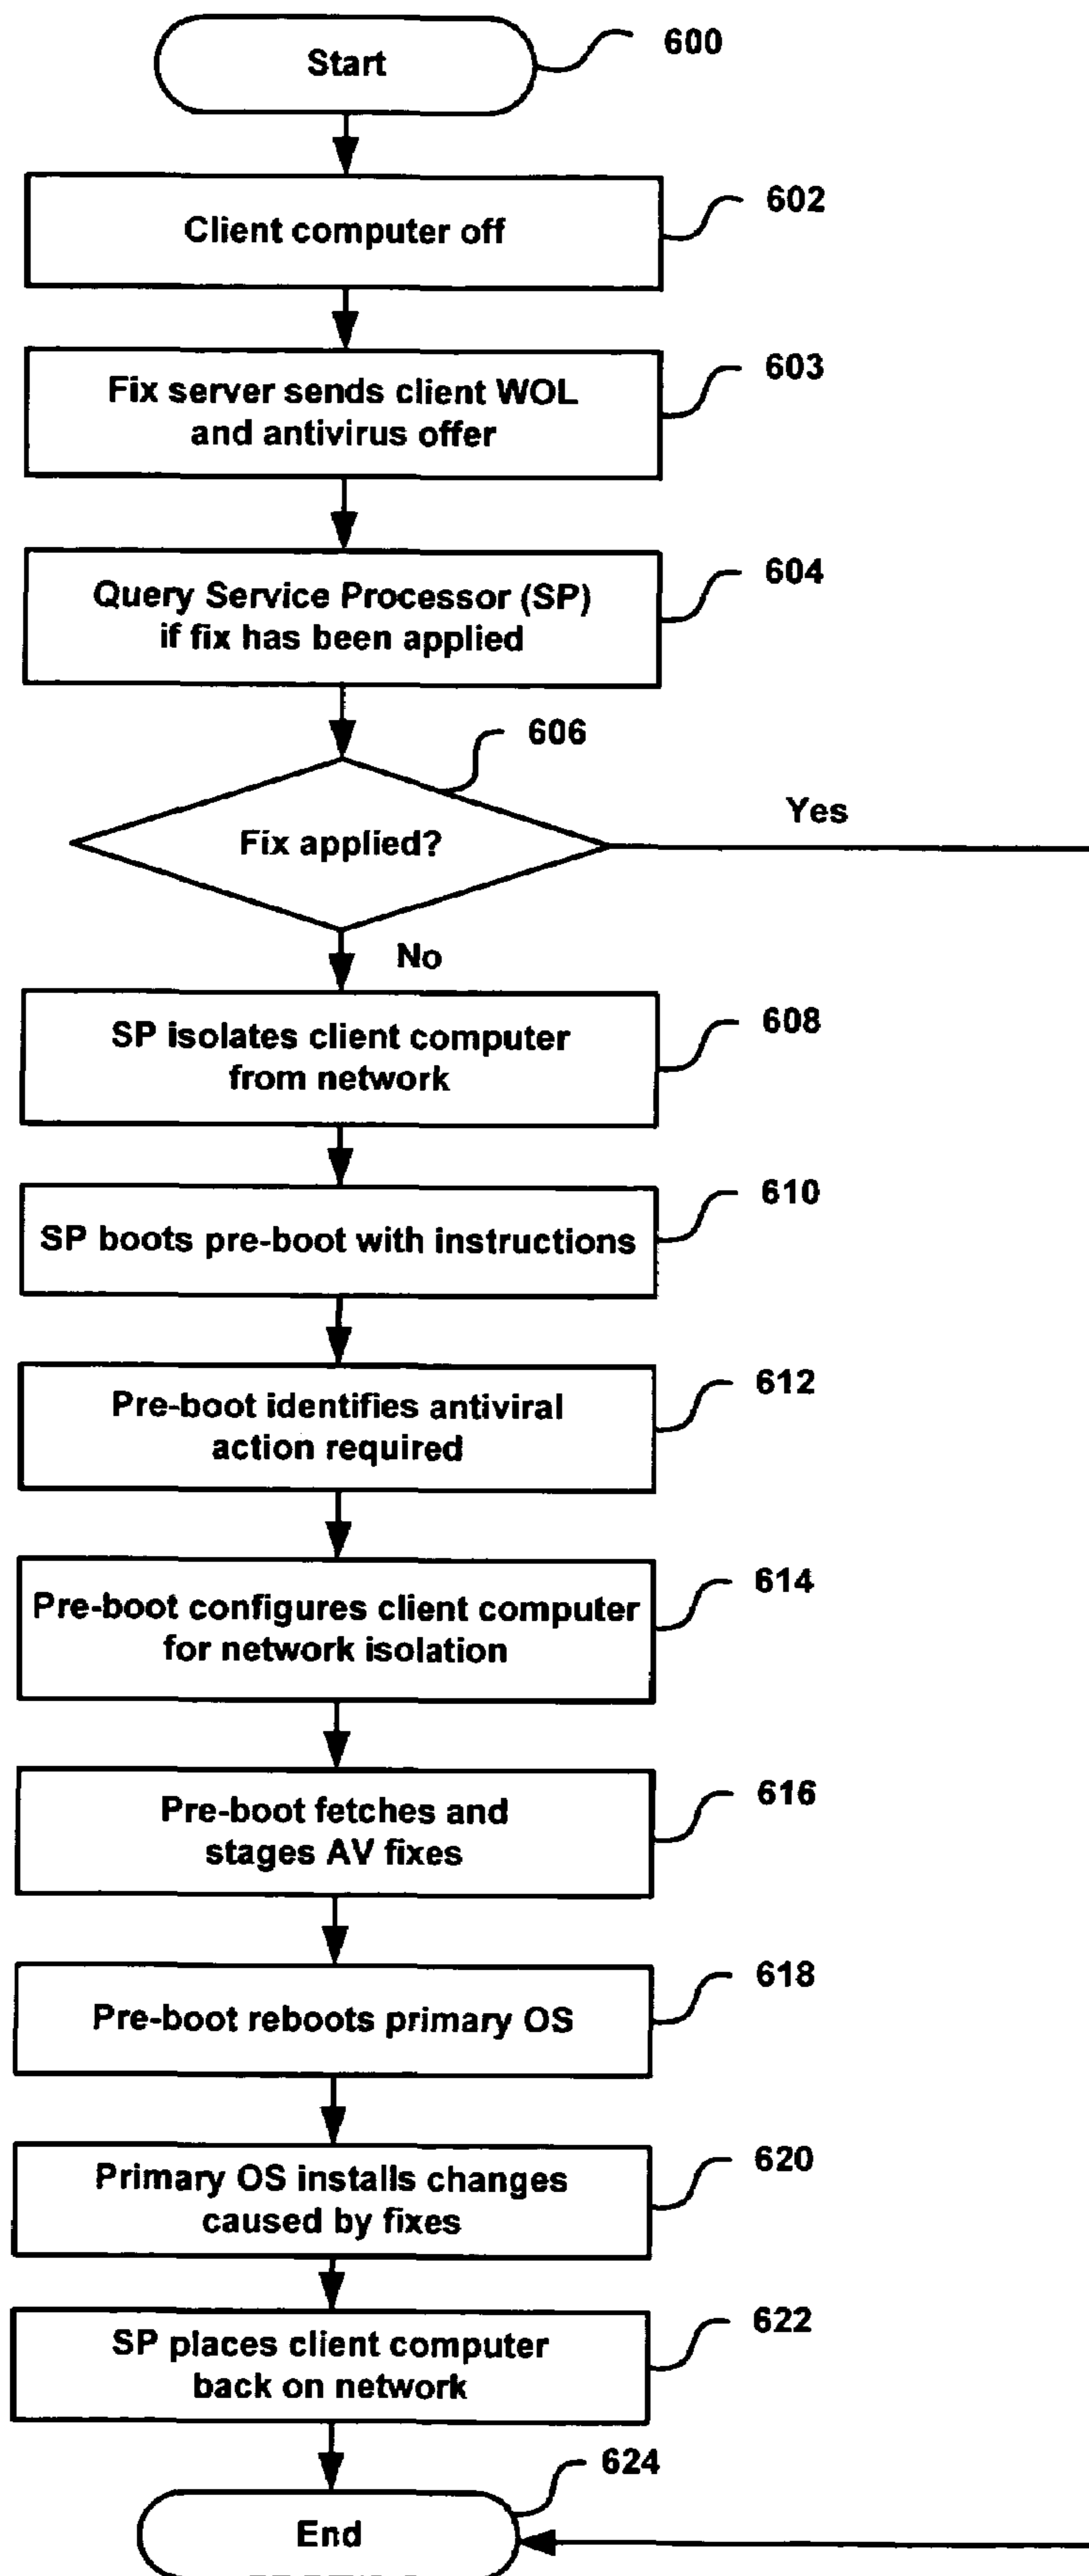 Start
600
Client computer off
602
Fix server sends client WOL
and antivirus offer
603
Query Service Processor (SP)
if fix has been applied
604
606
Fix applied?
Yes
No
SP isolates client computer
from network
608
SP boots pre-boot with instructions
610
Pre-boot identifies antiviral
action required
612
Pre-boot configures client computer
for network isolation
614
Pre-boot fetches and
stages AV fixes
616
Pre-boot reboots primary OS
618
Primary OS installs changes
caused by fixes
620
SP places client computer
back on network
622
624
End